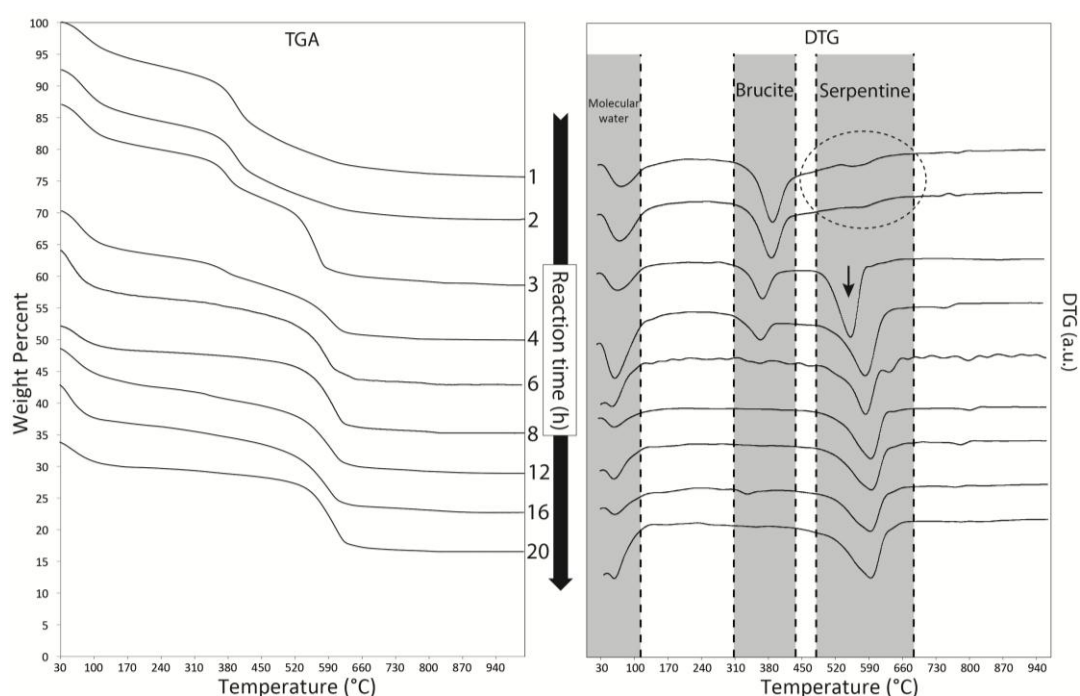 TGA
Weight Percent
100
95
90
85
80
75
70
65
60
55
50
45
40
35
30
25
20
15
10
5
0
30 100 170 240 310 380 450 520 590 660 730 800 870 940
Temperature (°C)
1
2
3
4
6
8
12
16
20
Reaction time (h)
DTG
Molecular
water
Brucite
Serpentine
DTG (a.u.)
30 100 170 240 310 380 450 520 590 660 730 800 870 940
Temperature (°C)